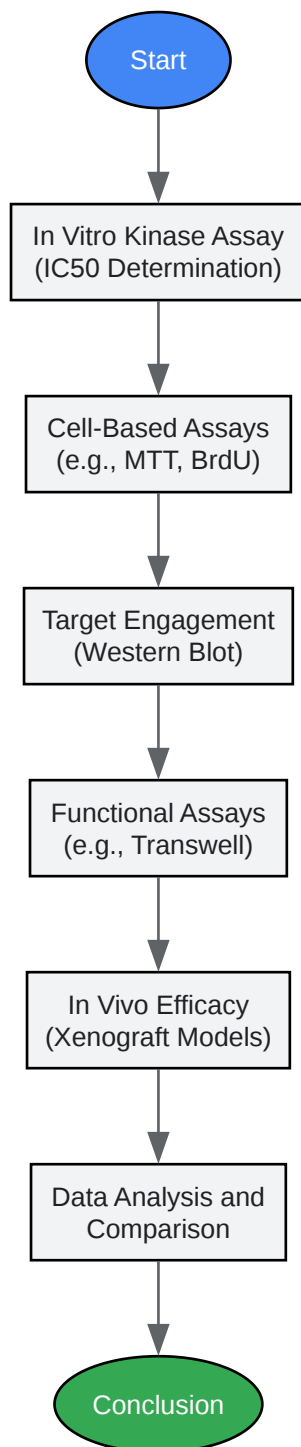 Start
In Vitro Kinase Assay
(IC50 Determination)
Cell-Based Assays
(e.g., MTT, BrdU)
Target Engagement
(Western Blot)
Functional Assays
(e.g., Transwell)
In Vivo Efficacy
(Xenograft Models)
Data Analysis and
Comparison
Conclusion